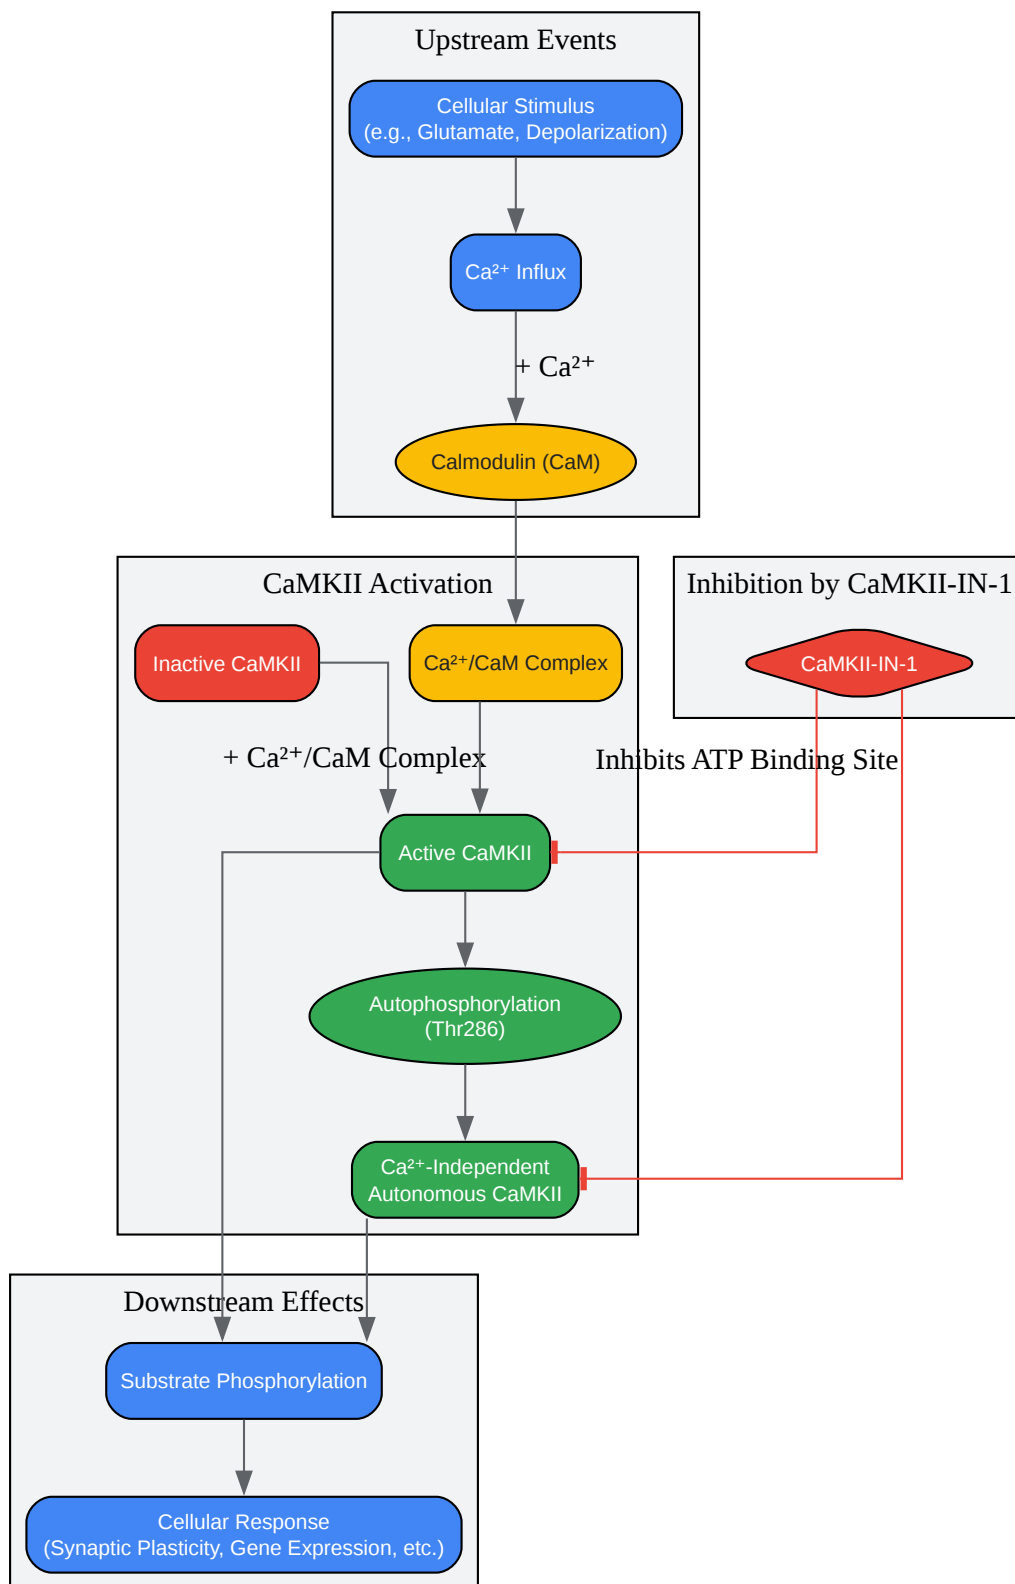 Upstream Events
Cellular Stimulus
(e.g., Glutamate, Depolarization)
Ca²⁺ Influx
+ Ca²⁺
Calmodulin (CaM)
CaMKII Activation
Inhibition by CaMKII-IN-1
Inactive CaMKII
Ca²⁺/CaM Complex
CaMKII-IN-1
+ Ca²⁺/CaM Complex
Inhibits ATP Binding Site
Active CaMKII
Autophosphorylation
(Thr286)
Ca²⁺-Independent
Autonomous CaMKII
Downstream Effects
Substrate Phosphorylation
Cellular Response
(Synaptic Plasticity, Gene Expression, etc.)